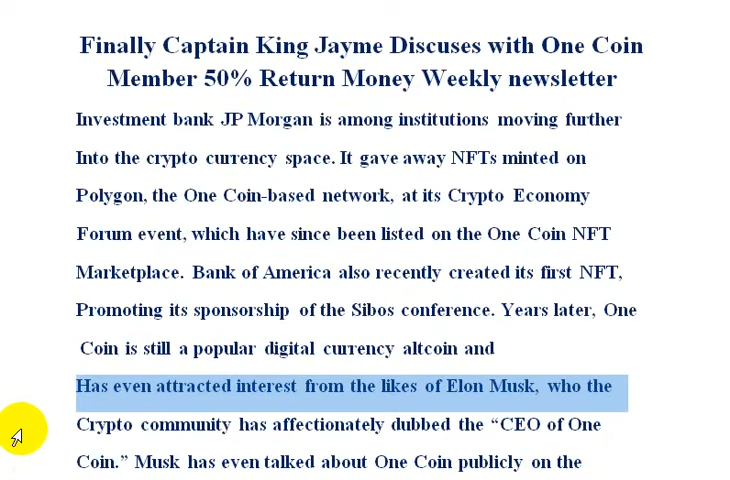 Finally Captain King Jayme Discuses with One Coin
Member 50% Return Money Weekly newsletter
Investment bank JP Morgan is among institutions moving further
Into the crypto currency space. It gave away NFTs minted on
Polygon, the One Coin-based network, at its Crypto Economy
Forum event, which have since been listed on the One Coin NFT
Marketplace. Bank of America also recently created its first NFT,
Promoting its sponsorship of the Sibos conference. Years later, One
Coin is still a popular digital currency altcoin and
Has even attracted interest from the likes of Elon Musk, who the
Crypto community has affectionately dubbed the “CEO of One
Coin.” Musk has even talked about One Coin publicly on the